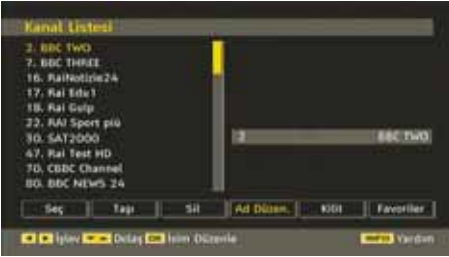 Kanal Listesi
2. BBC TWO
7. BBC THREE
16. RaiNotizie24
17. Rai Edu1
18. Rai Gulp
22. RAI Sport più
30. SAT2000
47. Rai Test HD
70. CBBC Channel
80. BBC NEWS 24
2 BBC TWO
Seç Taşı Sil Ad Düzen. Kilit Favoriler
İşlev Dolaş OK İsim Düzenle INFO Yardım